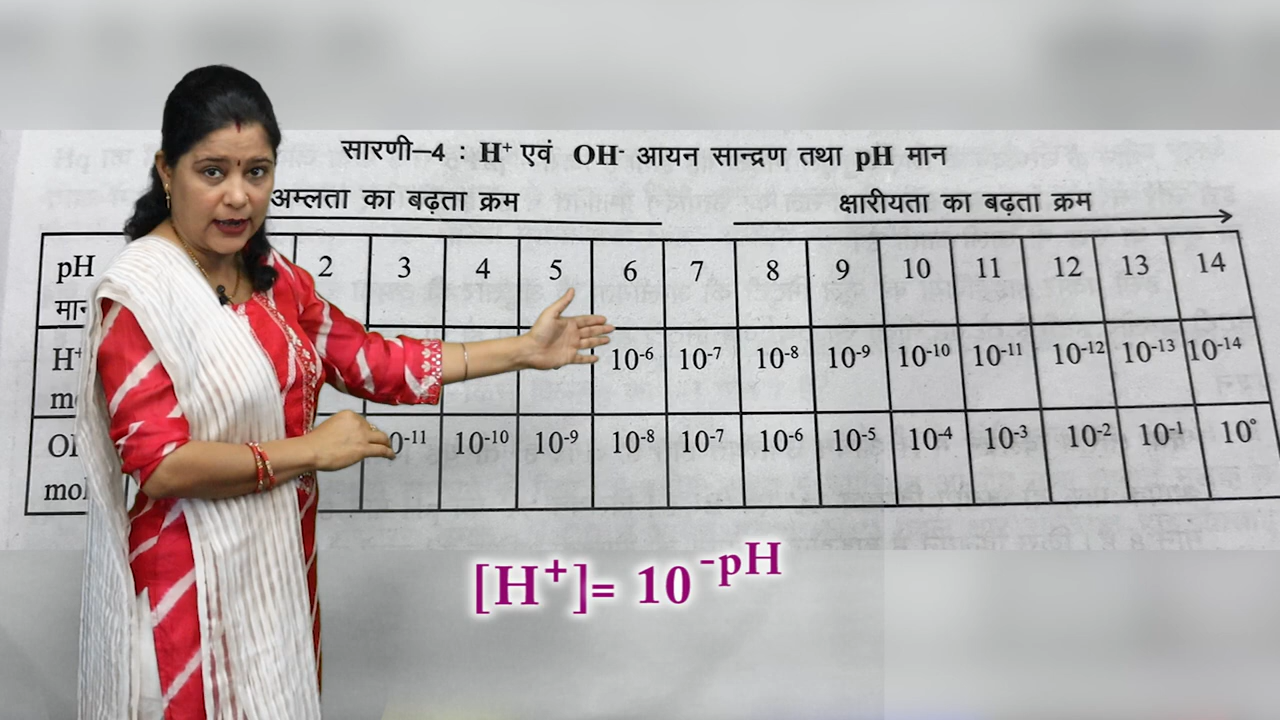 सारणी–4 : H⁺ एवं OH⁻ आयन सान्द्रण तथा pH मान
अम्लता का बढ़ता क्रम क्षारीयता का बढ़ता क्रम
pH 2 3 4 5 6 7 8 9 10 11 12 13 14
H⁺ 10⁻⁶ 10⁻⁷ 10⁻⁸ 10⁻⁹ 10⁻¹⁰ 10⁻¹¹ 10⁻¹² 10⁻¹³ 10⁻¹⁴
10⁻¹⁰ 10⁻⁹ 10⁻⁸ 10⁻⁷ 10⁻⁶ 10⁻⁵ 10⁻⁴ 10⁻³ 10⁻² 10⁻¹ 10°
[H⁺]= 10⁻ᵖᴴ